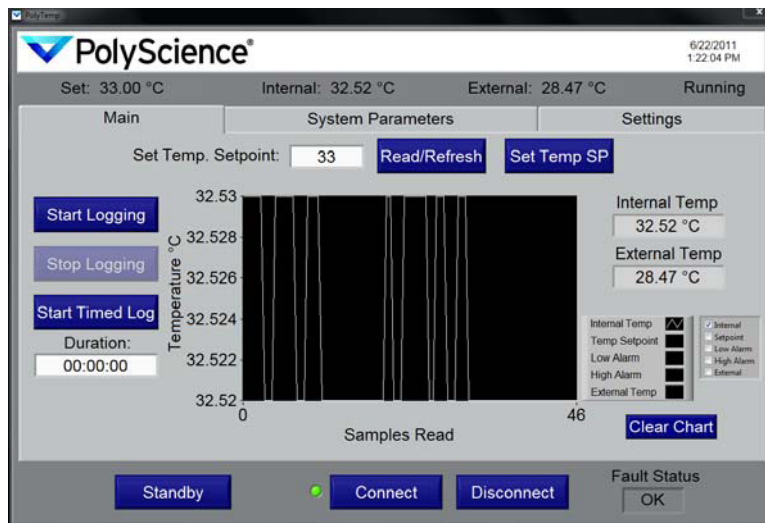 PolyTemp
x
PolyScience®
6/22/2011
1:22:04 PM
Set: 33.00 °C Internal: 32.52 °C External: 28.47 °C Running
Main System Parameters Settings
Set Temp. Setpoint: 33 Read/Refresh Set Temp SP
Start Logging
Stop Logging
Start Timed Log
Duration:
00:00:00
Temperature °C
32.53
32.528
32.526
32.524
32.522
32.52
0 46
Samples Read
Internal Temp
32.52 °C
External Temp
28.47 °C
Internal Temp
Temp Setpoint
Low Alarm
High Alarm
External Temp
Internal
Setpoint
Low Alarm
High Alarm
External
Clear Chart
Standby Connect Disconnect
Fault Status
OK